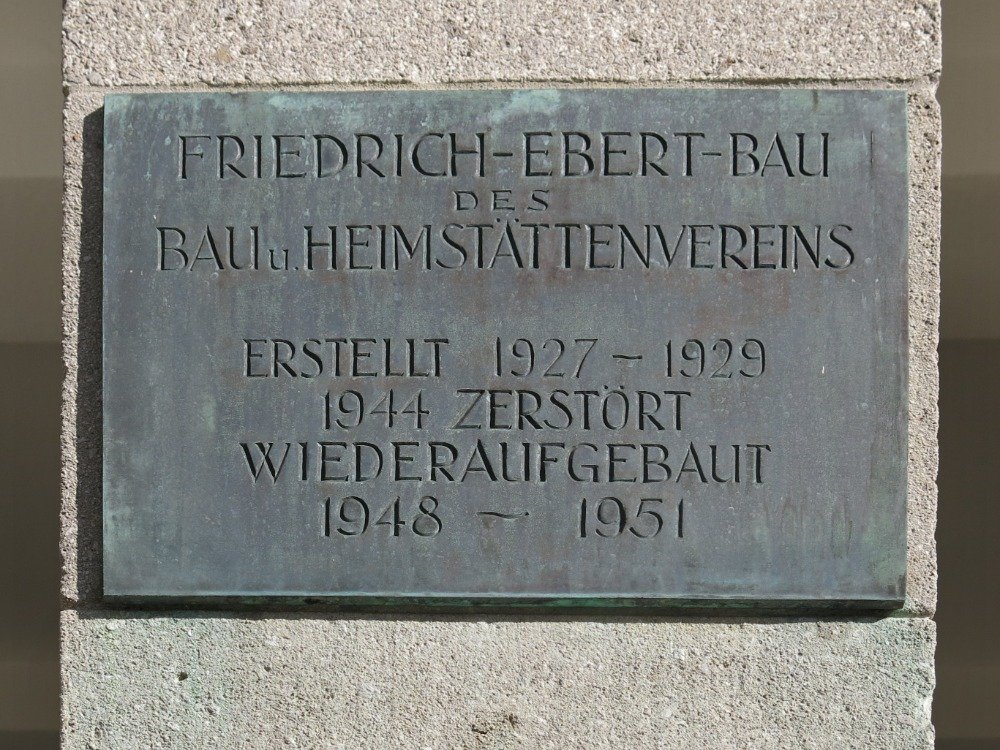 FRIEDRICH-EBERT-BAU
DES
BAU u. HEIMSTÄTTENVEREINS
ERSTELLT 1927 - 1929
1944 ZERSTÖRT
WIEDERAUFGEBAUT
1948 ~ 1951